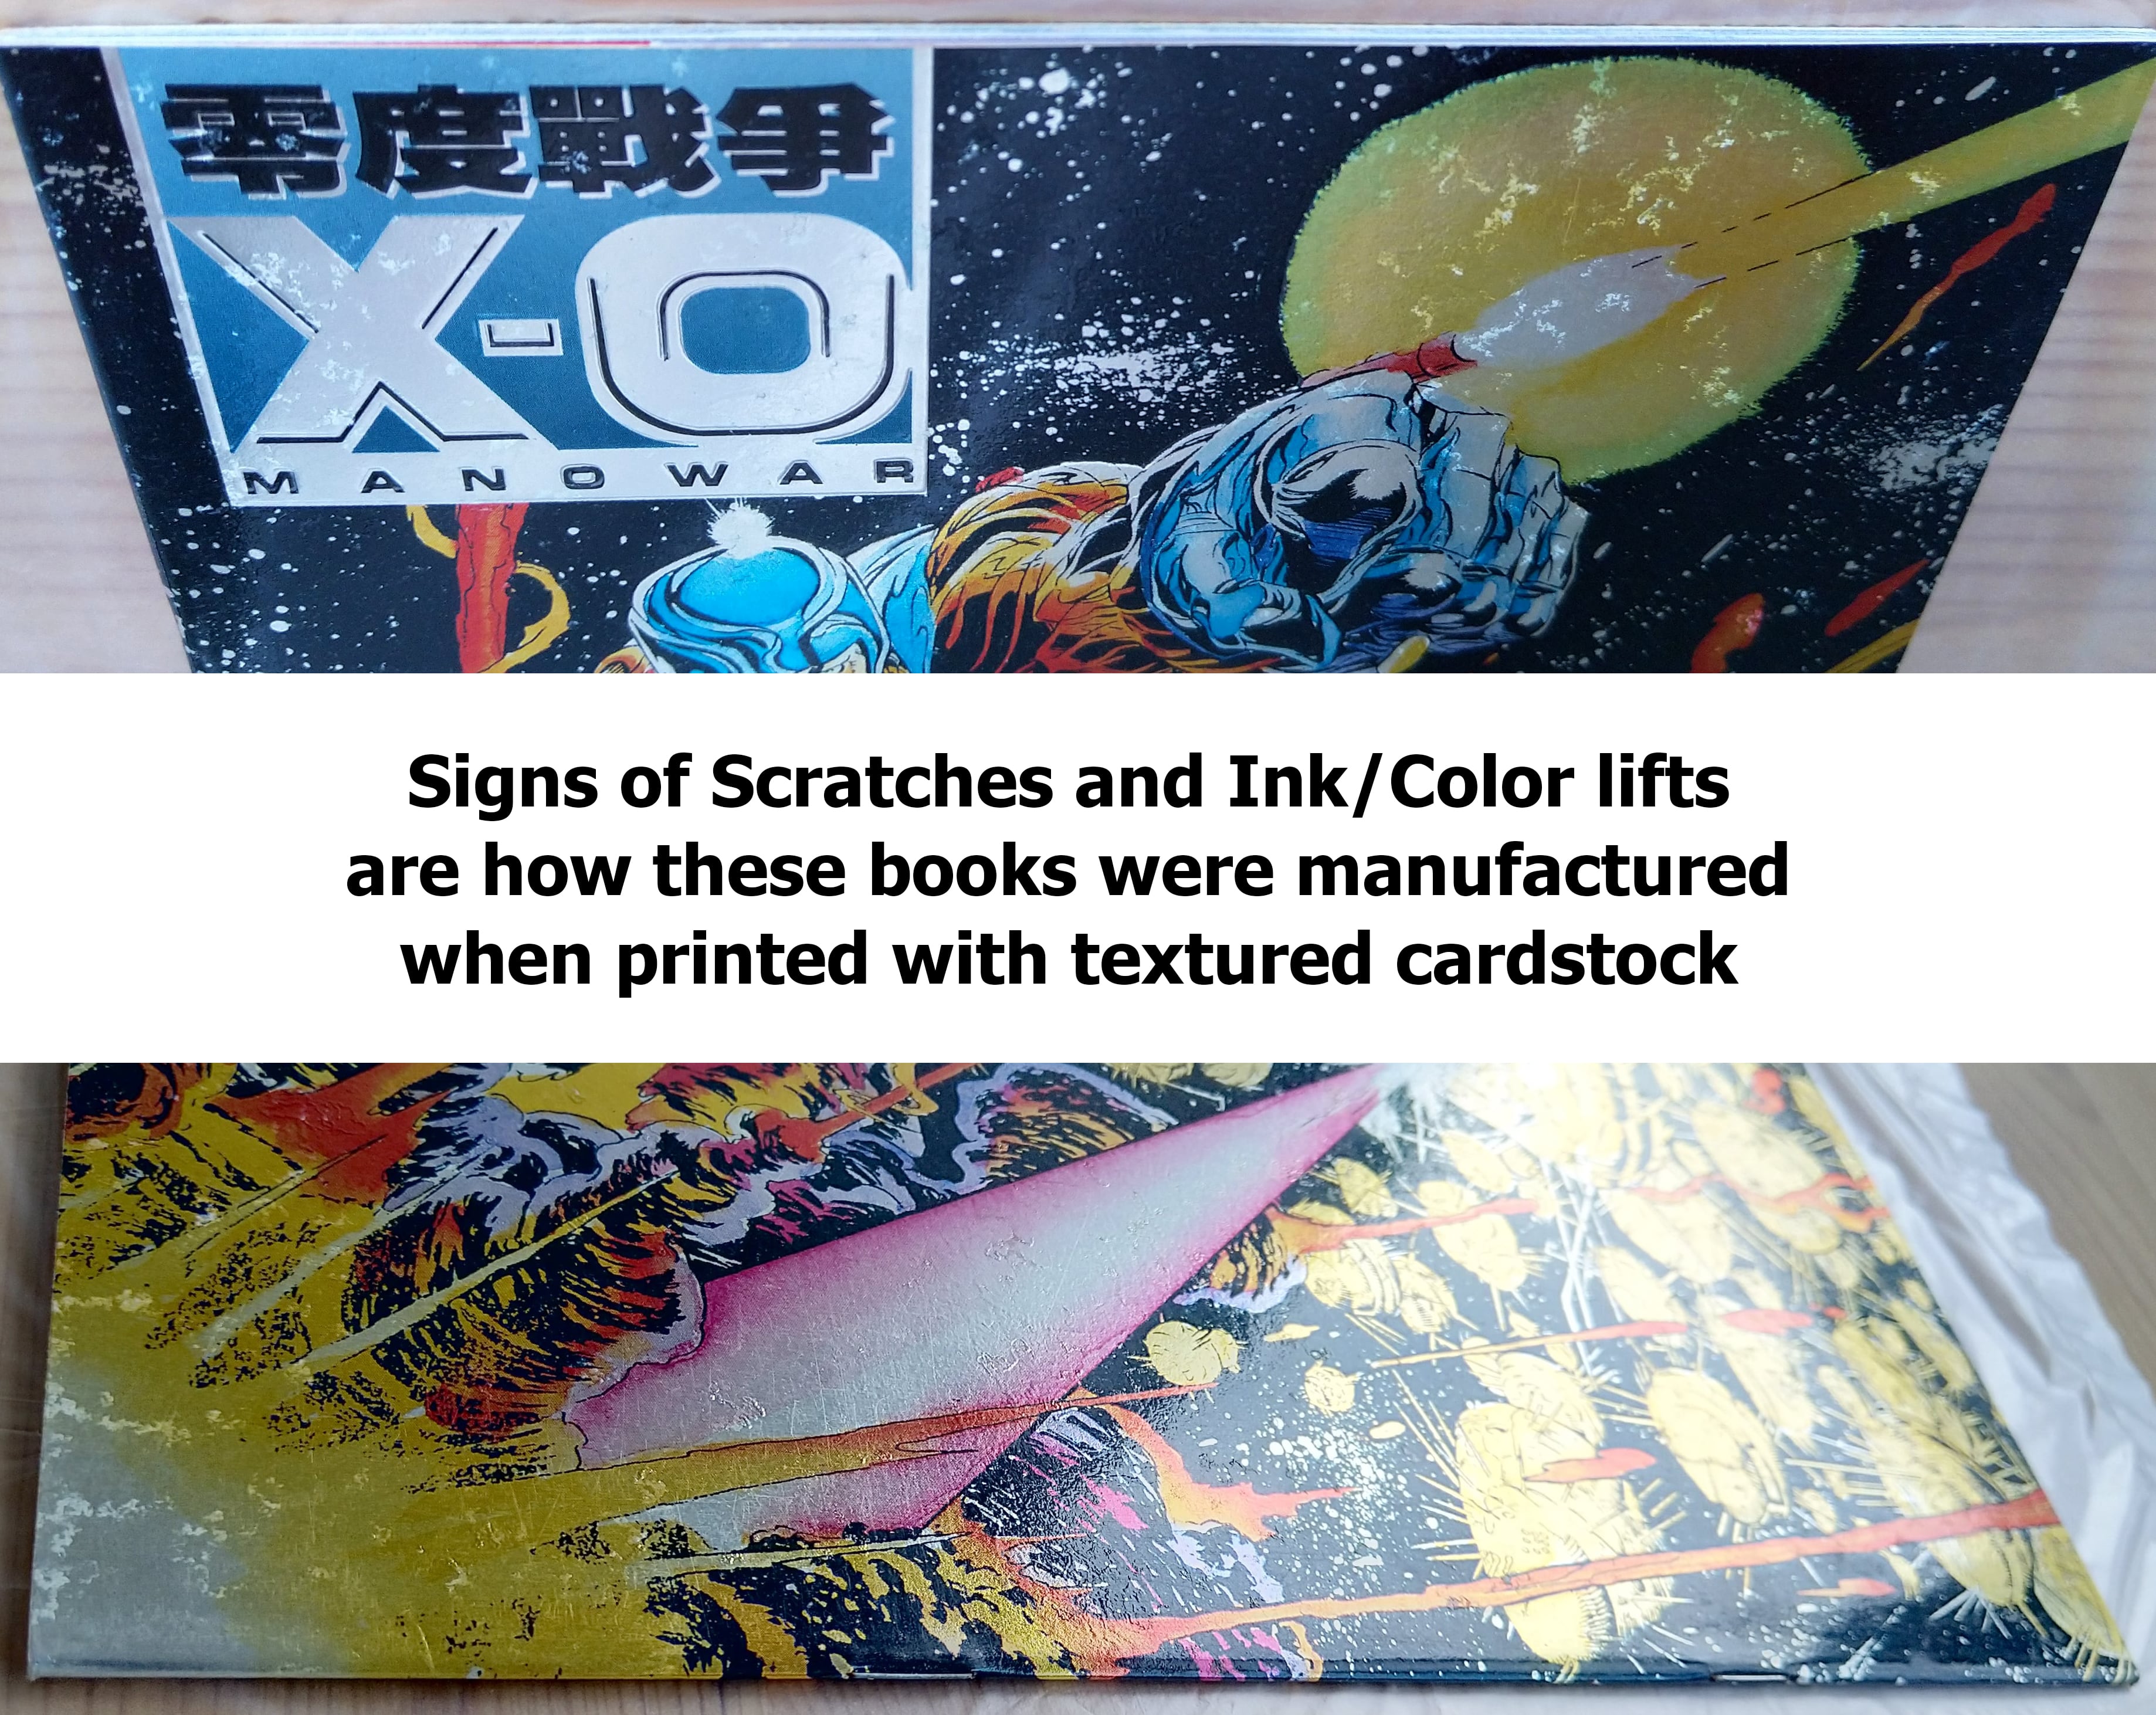 零度戰爭
X-O
MANOWAR
Signs of Scratches and Ink/Color lifts
are how these books were manufactured
when printed with textured cardstock